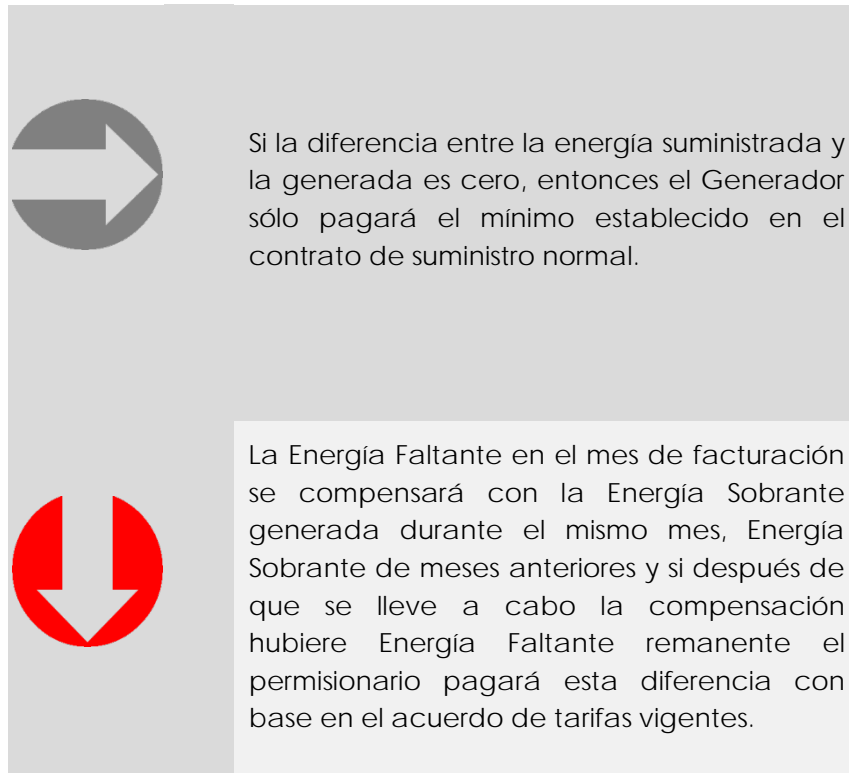 Si la diferencia entre la energía suministrada y
la generada es cero, entonces el Generador
sólo pagará el mínimo establecido en el
contrato de suministro normal.
La Energía Faltante en el mes de facturación
se compensará con la Energía Sobrante
generada durante el mismo mes, Energía
Sobrante de meses anteriores y si después de
que se lleve a cabo la compensación
hubiere Energía Faltante remanente el
permisionario pagará esta diferencia con
base en el acuerdo de tarifas vigentes.